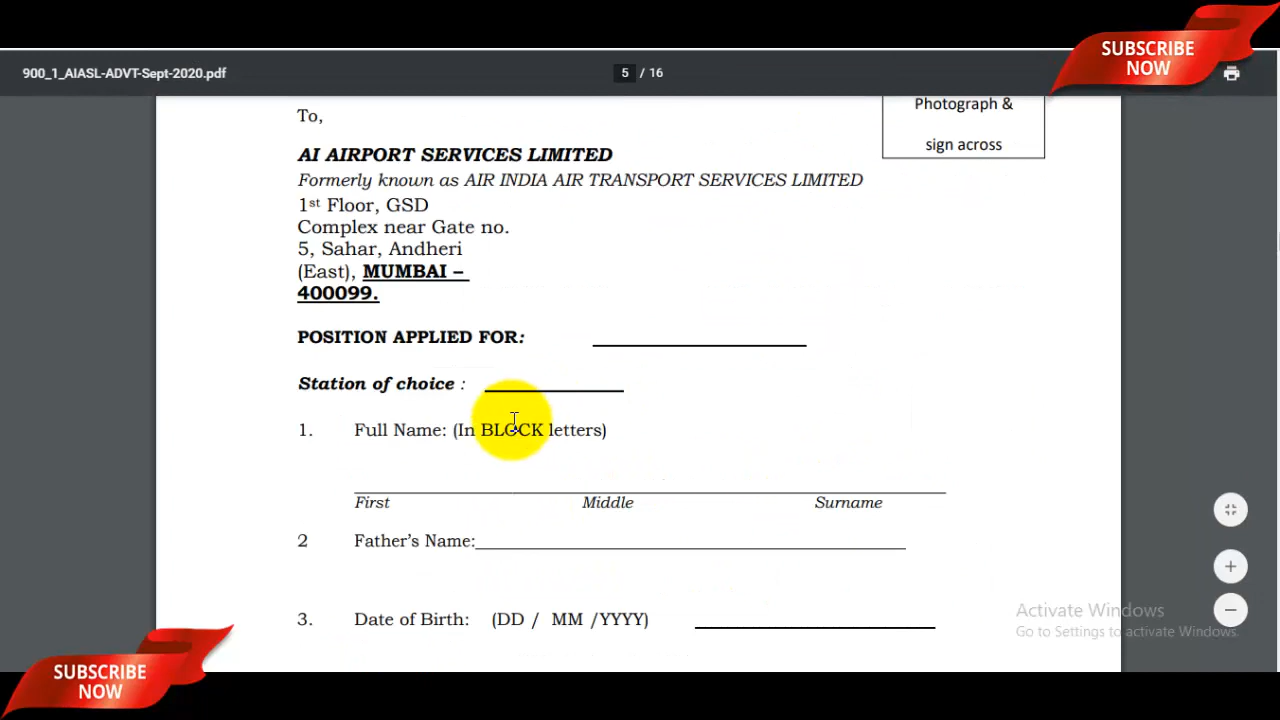 SUBSCRIBE
NOW
900_1_AIASL-ADVT-Sept-2020.pdf
5 / 16
Photograph &
sign across
To,
AI AIRPORT SERVICES LIMITED
Formerly known as AIR INDIA AIR TRANSPORT SERVICES LIMITED
1st Floor, GSD
Complex near Gate no.
5, Sahar, Andheri
(East), MUMBAI –
400099.
POSITION APPLIED FOR:
Station of choice :
1. Full Name: (In BLOCK letters)
First Middle Surname
2 Father's Name:
3. Date of Birth: (DD / MM /YYYY)
Activate Windows
Go to Settings to activate Windows.
SUBSCRIBE
NOW